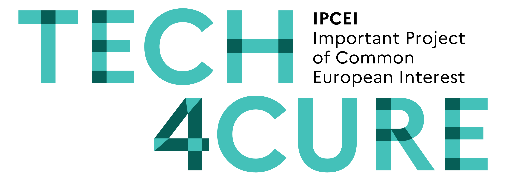 TECH
IPCEI
Important Project
of Common
European Interest
4CURE